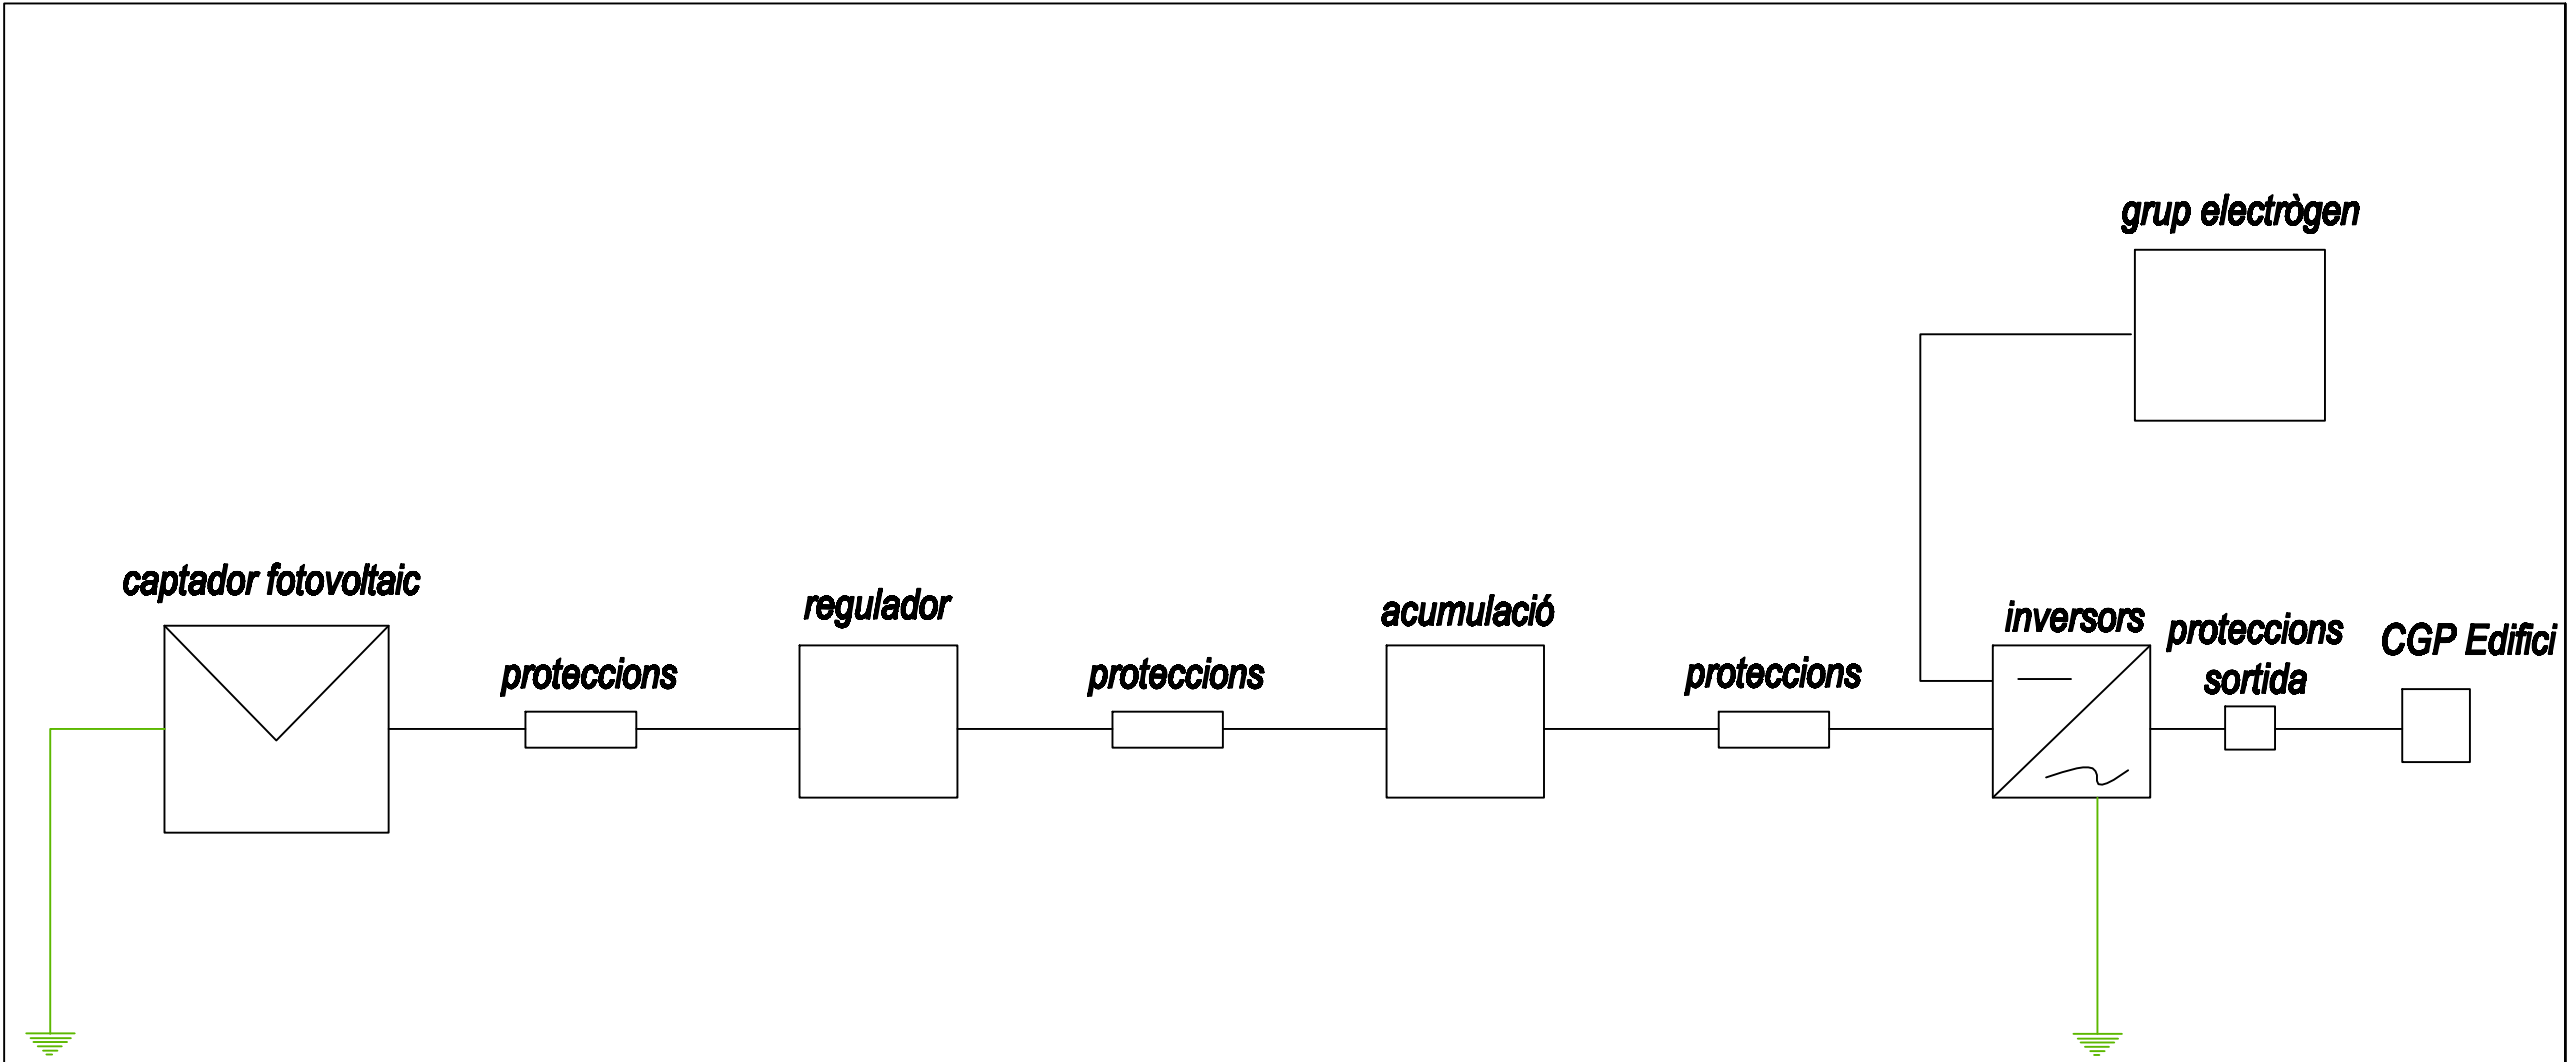 grup electrògen
captador fotovoltaic
regulador
acumulació
inversors
proteccions
sortida
CGP Edifici
proteccions
proteccions
proteccions